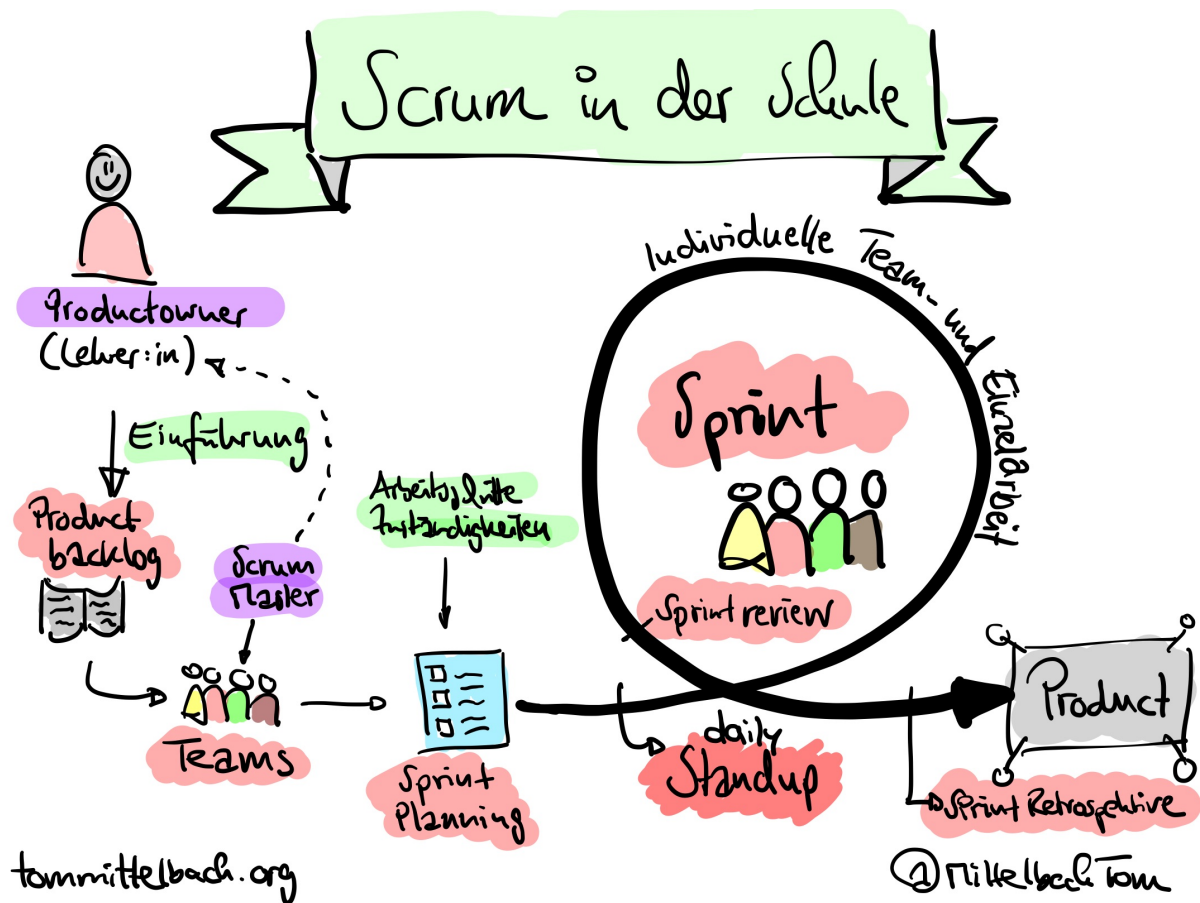 Scrum in der Schule
Productowner
(Lehrer:in)
Einführung
Product
backlog
Scrum
Master
Teams
Arbeitsschritte
Zuständigkeiten
Sprint
Planning
Individuelle Team- und Einzelarbeit
Sprint
Sprint review
daily
Standup
Product
Sprint Retrospektive
tommittelbach.org
@MittelbachTom